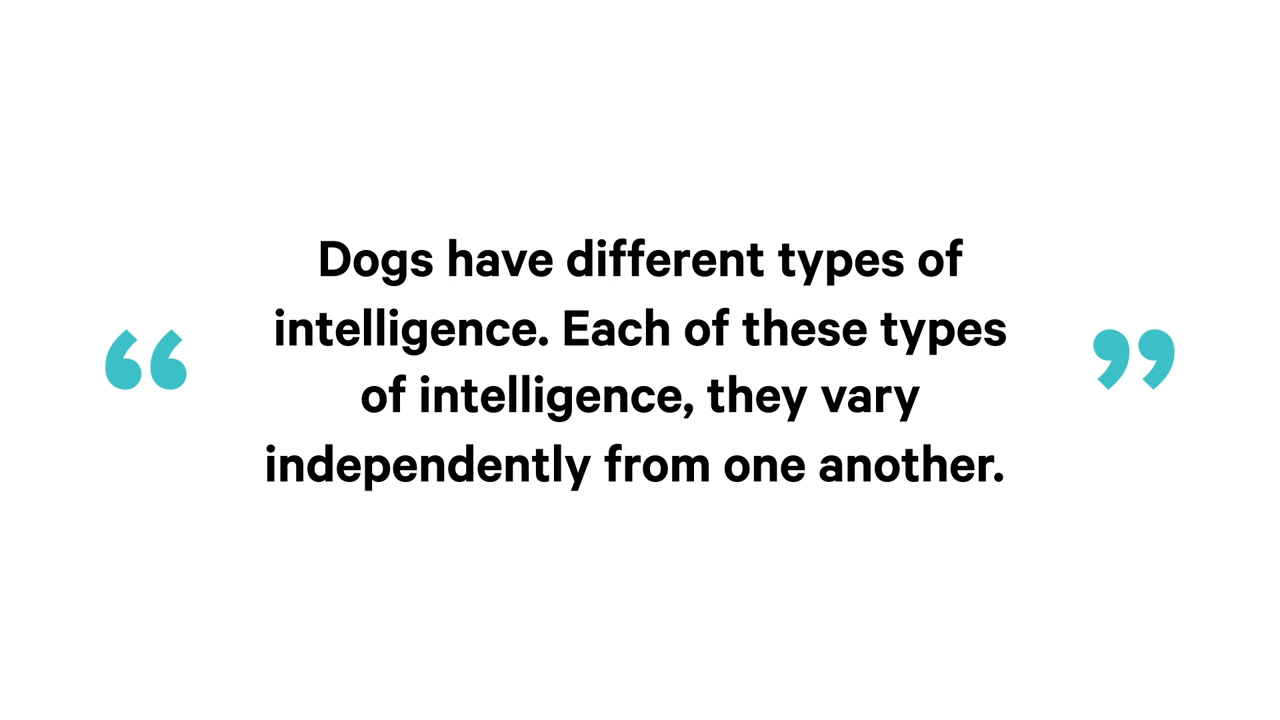 Dogs have different types of
intelligence. Each of these types
“ of intelligence, they vary ”
independently from one another.